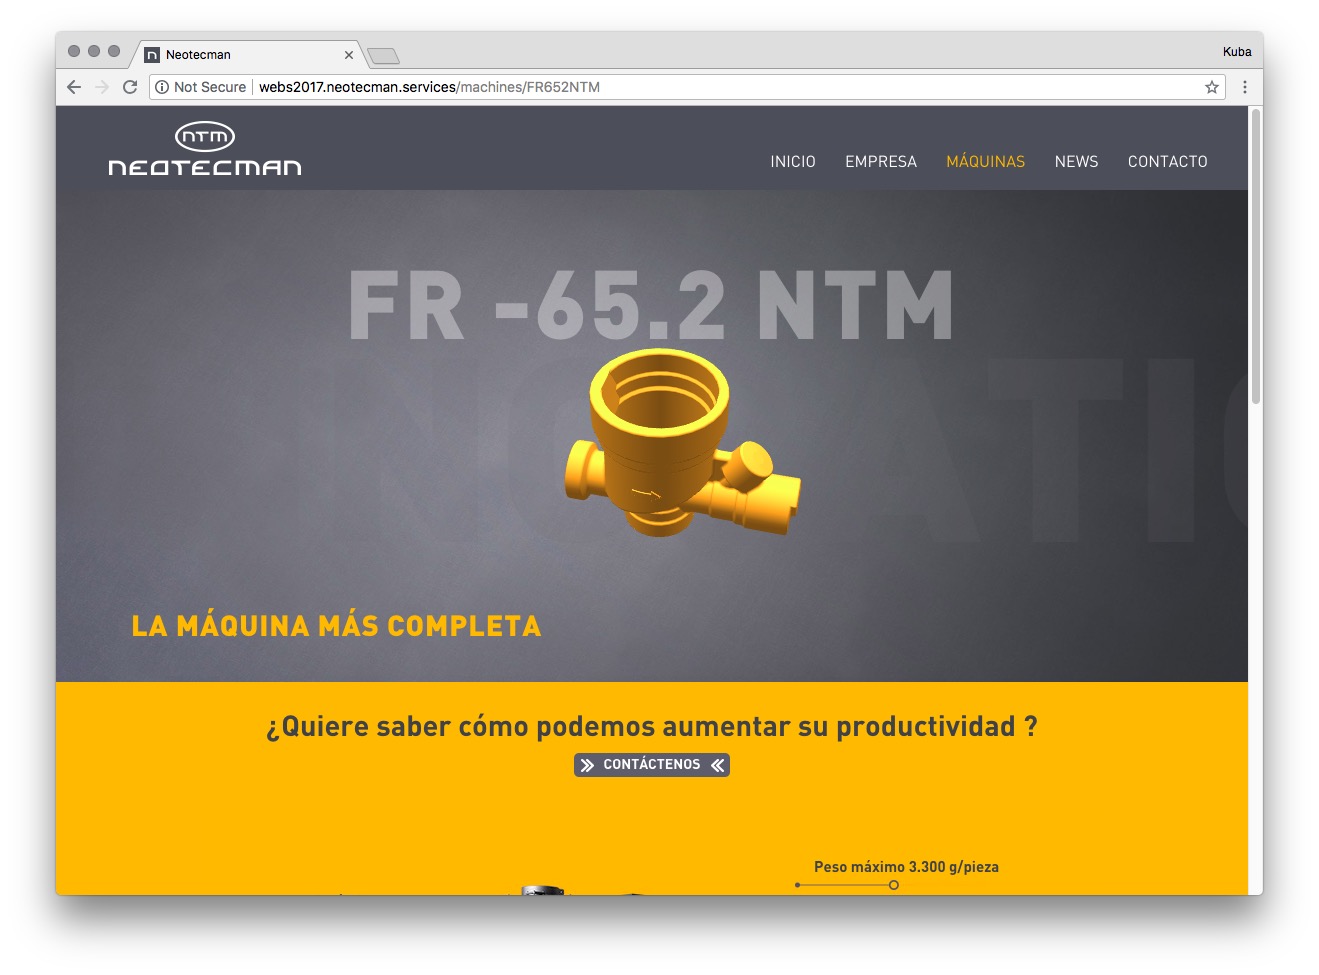 Neotecman
Kuba
Not Secure
webs2017.neotecman.services/machines/FR652NTM
NTM
NEOTECMAN
INICIO
EMPRESA
MÁQUINAS
NEWS
CONTACTO
FR -65.2 NTM
LA MÁQUINA MÁS COMPLETA
¿Quiere saber cómo podemos aumentar su productividad ?
CONTÁCTENOS
Peso máximo 3.300 g/pieza